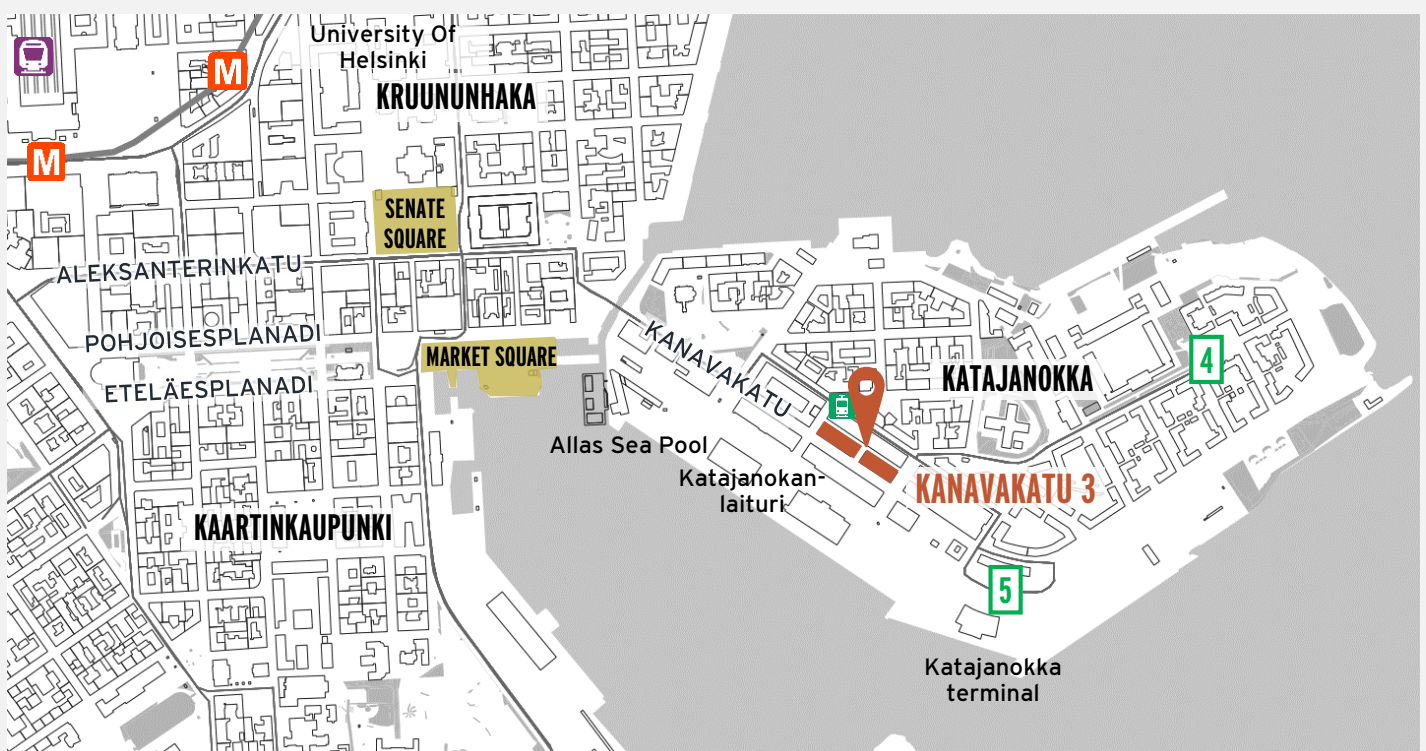 University Of
Helsinki
M
KRUUNUNHAKA
M
SENATE
SQUARE
ALEKSANTERINKATU
POHJOISESPLANADI
KANAVAKATU
MARKET SQUARE
4
ETELÄESPLANADI
KATAJANOKKA
Allas Sea Pool
Katajanokan-
laituri
KANAVAKATU 3
KAARTINKAUPUNKI
5
Katajanokka
terminal